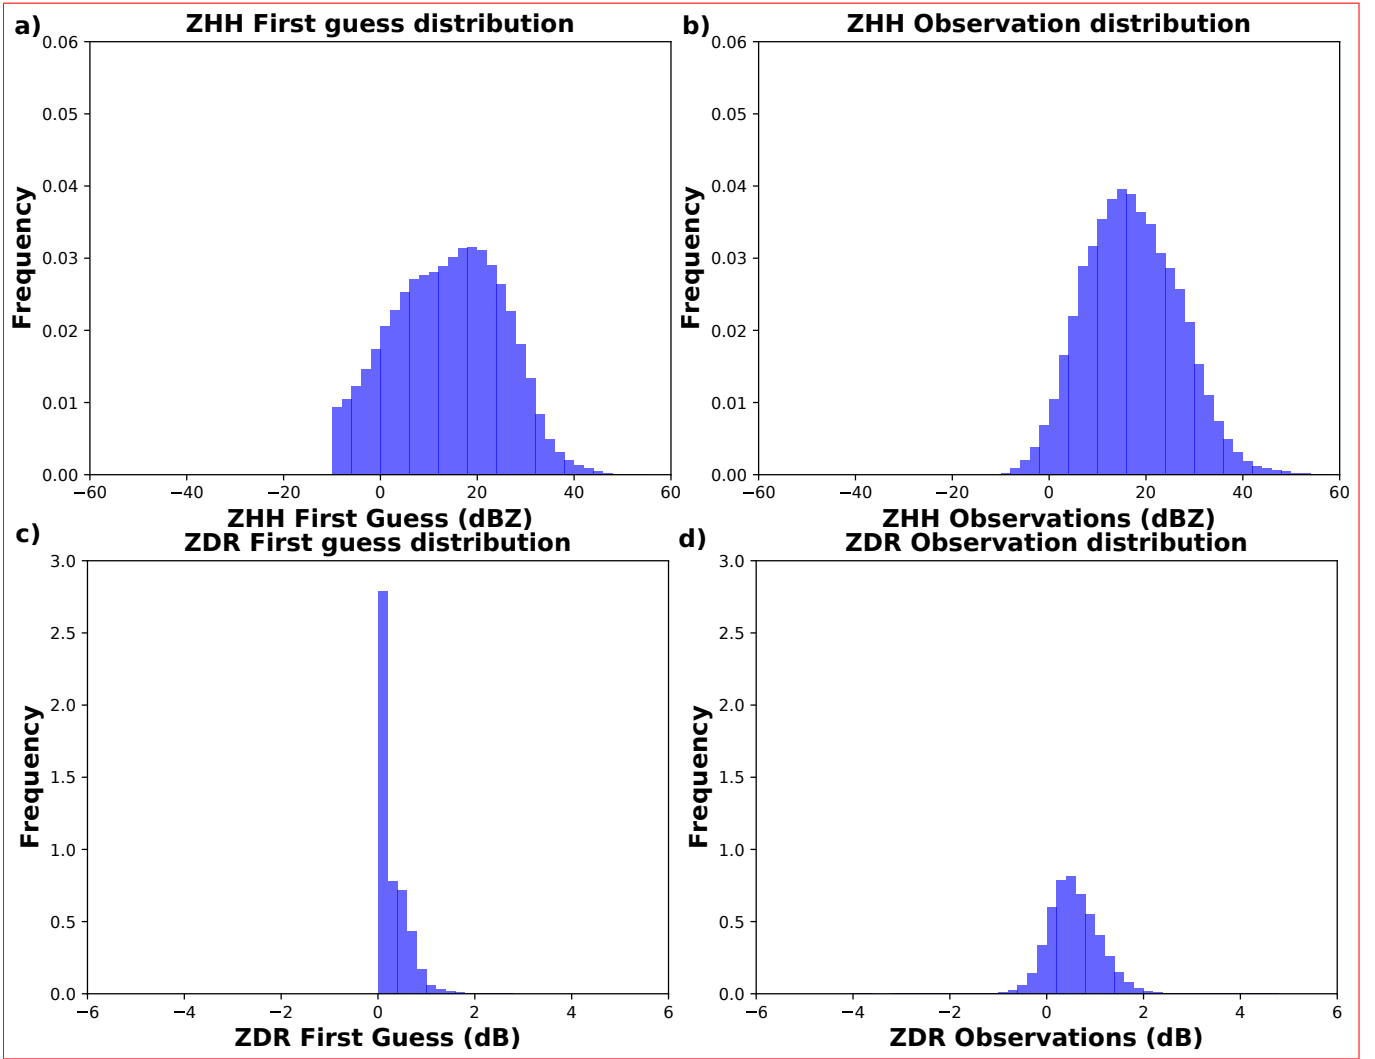 a) ZHH First guess distribution
0.06
0.05
0.04
0.03
0.02
0.01
0.00
Frequency
−60 −40 −20 0 20 40 60
ZHH First Guess (dBZ)
b) ZHH Observation distribution
0.06
0.05
0.04
0.03
0.02
0.01
0.00
Frequency
−60 −40 −20 0 20 40 60
ZHH Observations (dBZ)
c) ZDR First guess distribution
3.0
2.5
2.0
1.5
1.0
0.5
0.0
Frequency
−6 −4 −2 0 2 4 6
ZDR First Guess (dB)
d) ZDR Observation distribution
3.0
2.5
2.0
1.5
1.0
0.5
0.0
Frequency
−6 −4 −2 0 2 4 6
ZDR Observations (dB)